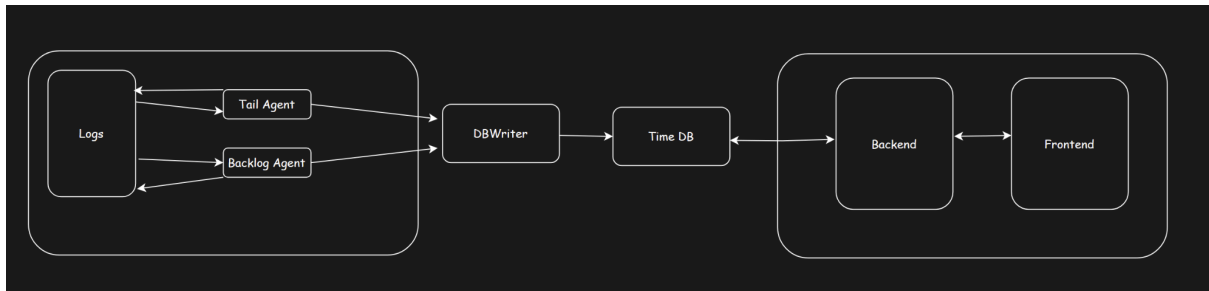 Logs
Tail Agent
Backlog Agent
DBWriter
Time DB
Backend
Frontend